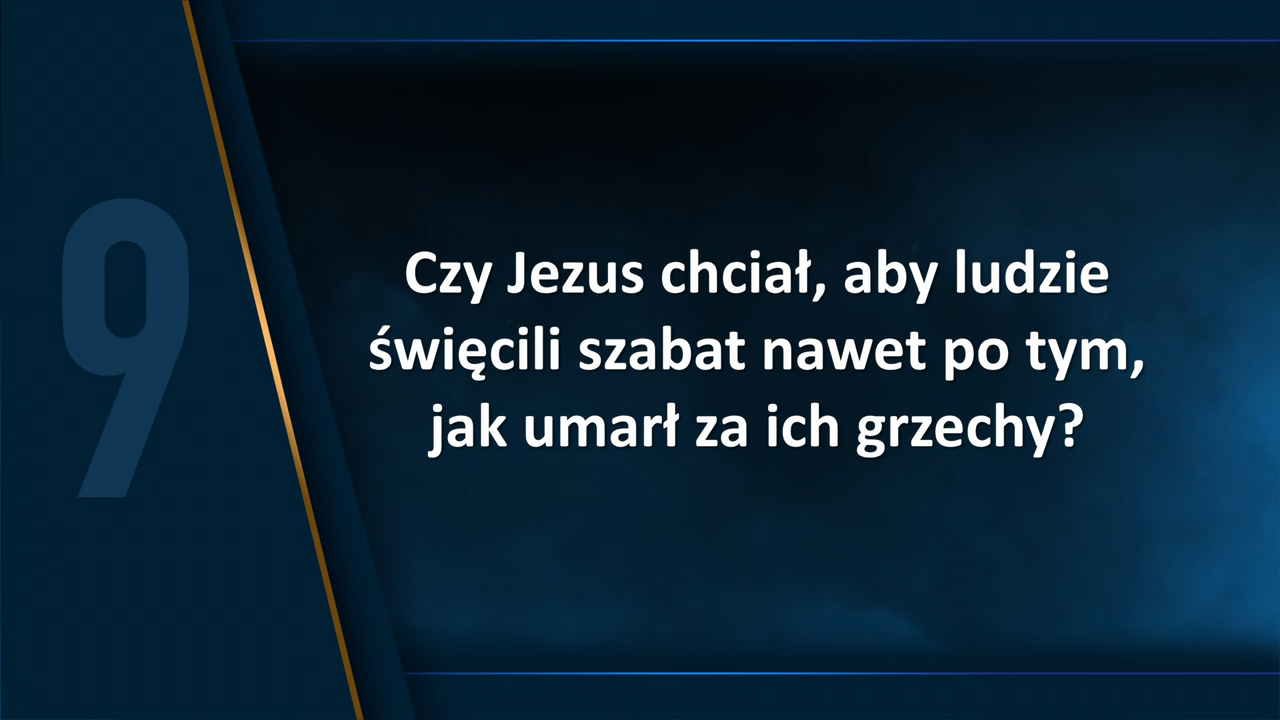 9
Czy Jezus chciał, aby ludzie
święcili szabat nawet po tym,
jak umarł za ich grzechy?